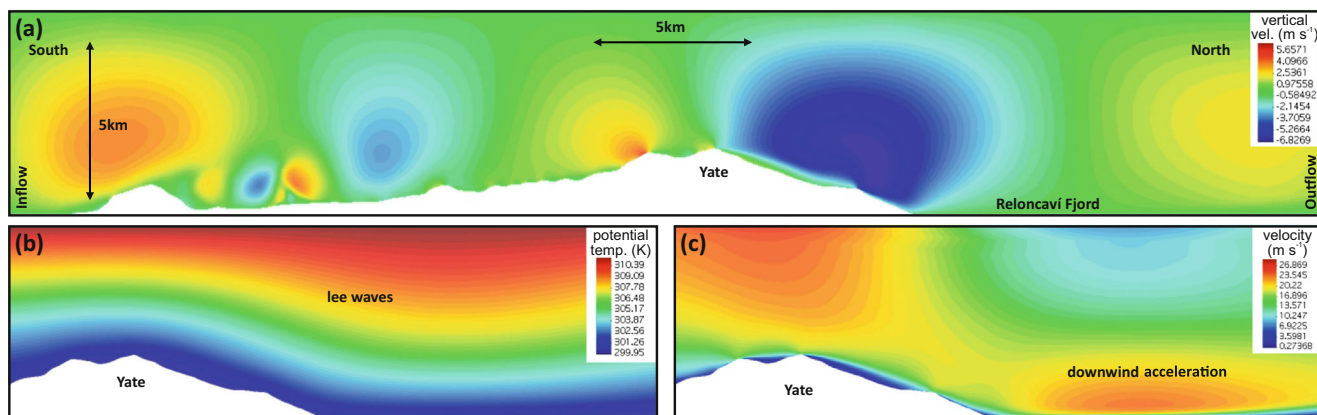 (a)
South
5km
5km
Inflow
Yate
Reloncaví Fjord
North
Outflow
vertical
vel. (m s-1)
5.6571
4.0966
2.5361
0.97558
-0.58492
-2.1454
-3.7059
-5.2664
-6.8269
(b)
lee waves
Yate
potential
temp. (K)
310.39
309.09
307.78
306.48
305.17
303.87
302.56
301.26
299.95
(c)
Yate
downwind acceleration
velocity
(m s-1)
26.869
23.545
20.22
16.896
13.571
10.247
6.9225
3.5981
0.27368